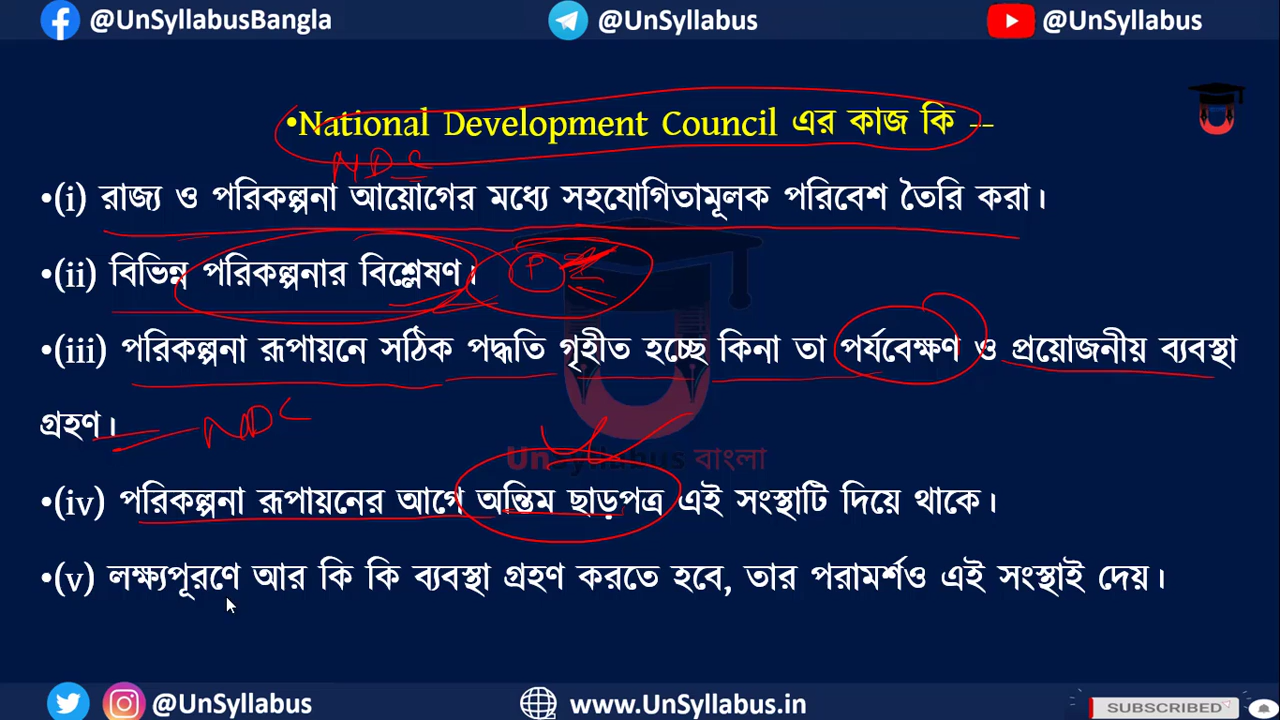 @UnSyllabusBangla @UnSyllabus @UnSyllabus
•National Development Council এর কাজ কি --
NDC
•(i) রাজ্য ও পরিকল্পনা আয়োগের মধ্যে সহযোগিতামূলক পরিবেশ তৈরি করা।
•(ii) বিভিন্ন পরিকল্পনার বিশ্লেষণ।
P
•(iii) পরিকল্পনা রূপায়নে সঠিক পদ্ধতি গৃহীত হচ্ছে কিনা তা পর্যবেক্ষণ ও প্রয়োজনীয় ব্যবস্থা
গ্রহণ।
NDC
UnSyllabus বাংলা
•(iv) পরিকল্পনা রূপায়নের আগে অন্তিম ছাড়পত্র এই সংস্থাটি দিয়ে থাকে।
•(v) লক্ষ্যপূরণে আর কি কি ব্যবস্থা গ্রহণ করতে হবে, তার পরামর্শও এই সংস্থাই দেয়।
@UnSyllabus www.UnSyllabus.in SUBSCRIBED